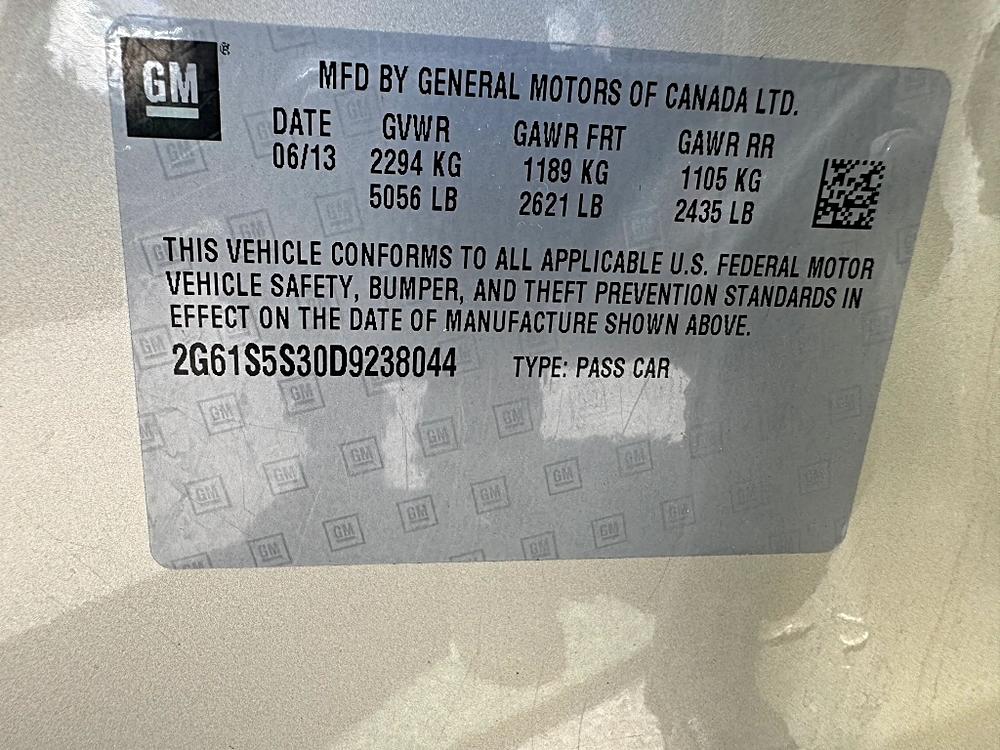 GM®
MFD BY GENERAL MOTORS OF CANADA LTD.
DATE GVWR GAWR FRT GAWR RR
06/13 2294 KG 1189 KG 1105 KG
5056 LB 2621 LB 2435 LB
THIS VEHICLE CONFORMS TO ALL APPLICABLE U.S. FEDERAL MOTOR
VEHICLE SAFETY, BUMPER, AND THEFT PREVENTION STANDARDS IN
EFFECT ON THE DATE OF MANUFACTURE SHOWN ABOVE.
2G61S5S30D9238044 TYPE: PASS CAR